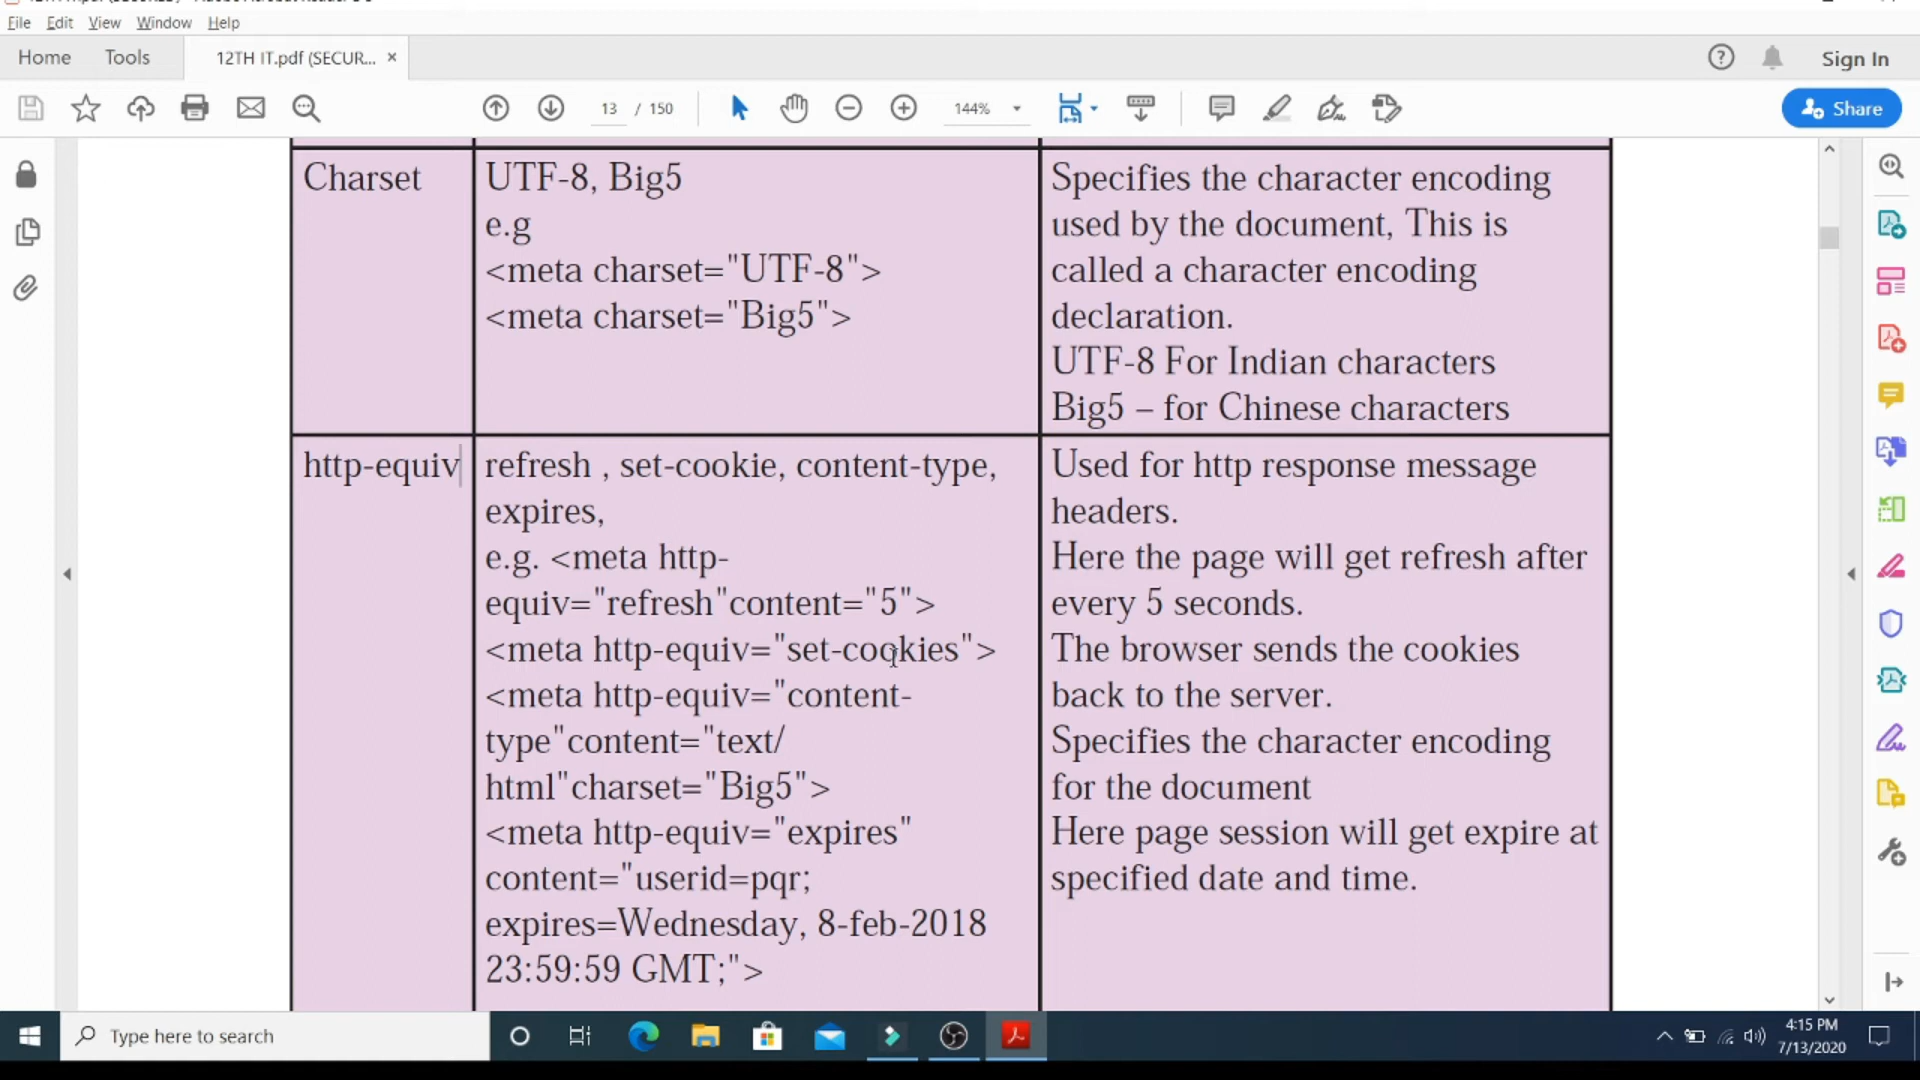 File Edit View Window Help
Home Tools 12TH IT.pdf (SECUR... × Sign In
13 / 150 144% Share
Charset
UTF-8, Big5
e.g
<meta charset="UTF-8">
<meta charset="Big5">
Specifies the character encoding
used by the document, This is
called a character encoding
declaration.
UTF-8 For Indian characters
Big5 – for Chinese characters
http-equiv
refresh , set-cookie, content-type,
expires,
e.g. <meta http-
equiv="refresh"content="5">
<meta http-equiv="set-cookies">
<meta http-equiv="content-
type"content="text/
html"charset="Big5">
<meta http-equiv="expires"
content="userid=pqr;
expires=Wednesday, 8-feb-2018
23:59:59 GMT;">
Used for http response message
headers.
Here the page will get refresh after
every 5 seconds.
The browser sends the cookies
back to the server.
Specifies the character encoding
for the document
Here page session will get expire at
specified date and time.
Type here to search
4:15 PM
7/13/2020